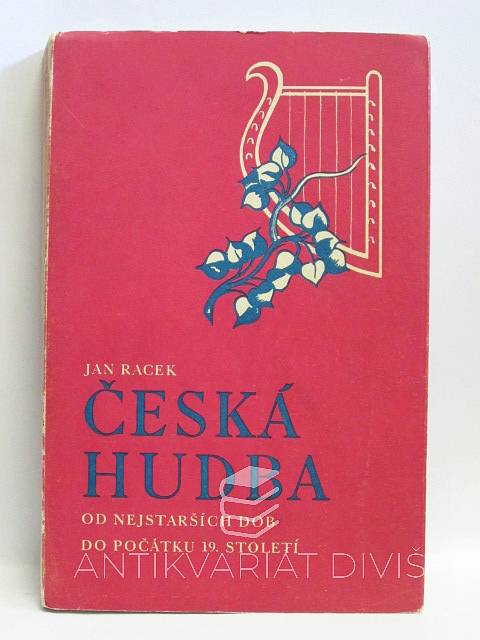 JAN RACEK
ČESKÁ
HUDBA
OD NEJSTARŠÍCH DOB
DO POČÁTKU 19. STOLETÍ
ANTIKVARIÁT DIVIŠ